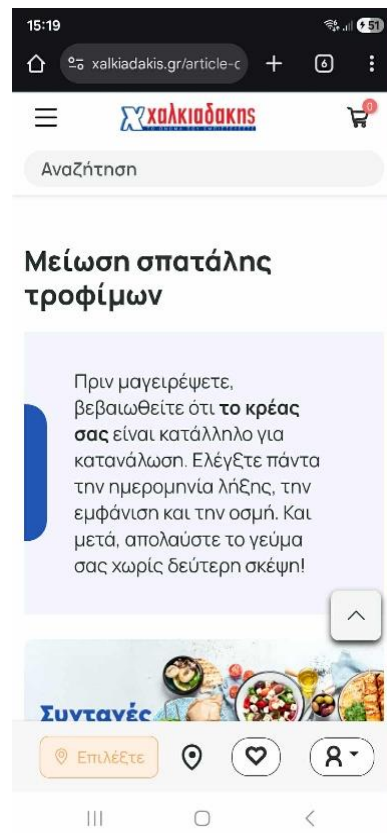 15:19
51
xalkiadakis.gr/article-c
6
χαλκιαδακης
0
Αναζήτηση
Μείωση σπατάλης
τροφίμων
Πριν μαγειρέψετε,
βεβαιωθείτε ότι το κρέας
σας είναι κατάλληλο για
κατανάλωση. Ελέγξτε πάντα
την ημερομηνία λήξης, την
εμφάνιση και την οσμή. Και
μετά, απολαύστε το γεύμα
σας χωρίς δεύτερη σκέψη!
Συνταγές
Επιλέξτε